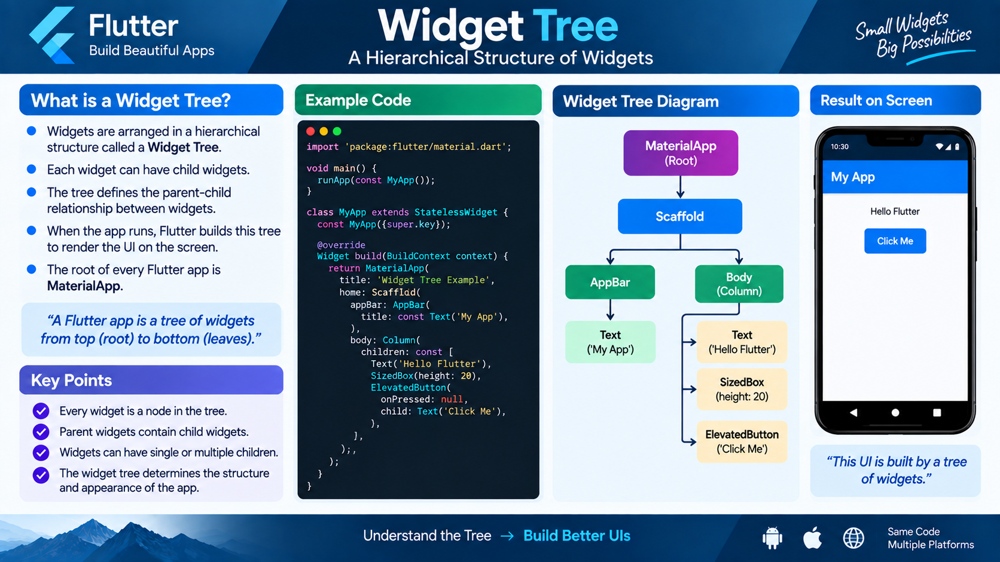 Flutter
Build Beautiful Apps
Widget Tree
A Hierarchical Structure of Widgets
Small Widgets
Big Possibilities
What is a Widget Tree?
Widgets are arranged in a hierarchical
structure called a Widget Tree.
Each widget can have child widgets.
The tree defines the parent-child
relationship between widgets.
When the app runs, Flutter builds this tree
to render the UI on the screen.
The root of every Flutter app is
MaterialApp.
“A Flutter app is a tree of widgets
from top (root) to bottom (leaves).”
Key Points
Every widget is a node in the tree.
Parent widgets contain child widgets.
Widgets can have single or multiple children.
The widget tree determines the structure
and appearance of the app.
Example Code
import 'package:flutter/material.dart';
void main() {
runApp(const MyApp());
}
class MyApp extends StatelessWidget {
const MyApp({super.key});
@override
Widget build(BuildContext context) {
return MaterialApp(
title: 'Widget Tree Example',
home: Scafflıd(
appBar: AppBar(
title: const Text('My App'),
),
body: Column(
children: const [
Text('Hello Flutter'),
SizedBox(height: 20),
ElevatedButton(
onPressed: null,
child: Text('Click Me'),
),
],
);,
);
}
}
Widget Tree Diagram
MaterialApp
(Root)
Scaffold
AppBar
Body
(Column)
Text
('My App')
Text
('Hello Flutter')
SizedBox
(height: 20)
ElevatedButton
('Click Me')
Result on Screen
10:30
My App
Hello Flutter
Click Me
“This UI is built by a tree
of widgets.”
Understand the Tree → Build Better UIs
Same Code
Multiple Platforms